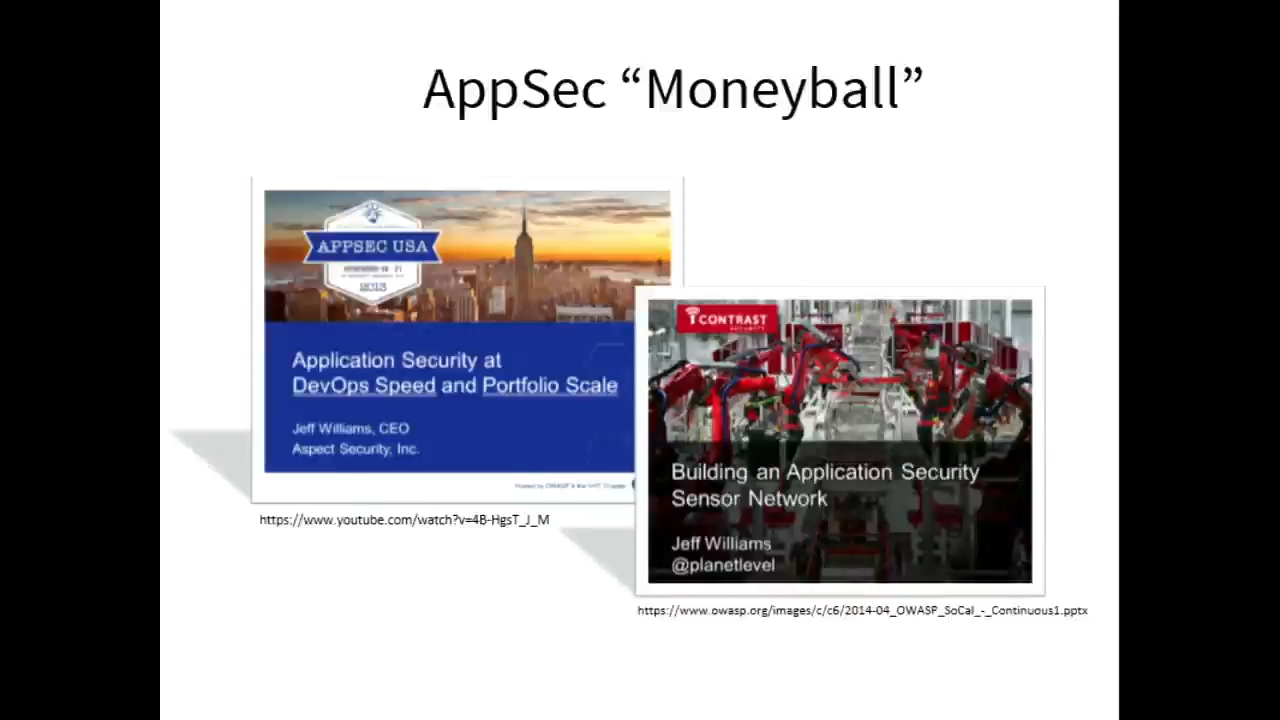 AppSec “Moneyball”
APPSEC USA
2013
Application Security at
DevOps Speed and Portfolio Scale
Jeff Williams, CEO
Aspect Security, Inc.
https://www.youtube.com/watch?v=4B-HgsT_J_M
CONTRAST
SECURITY
Building an Application Security
Sensor Network
Jeff Williams
@planetlevel
https://www.owasp.org/images/c/c6/2014-04_OWASP_SoCal_-_Continuous1.pptx